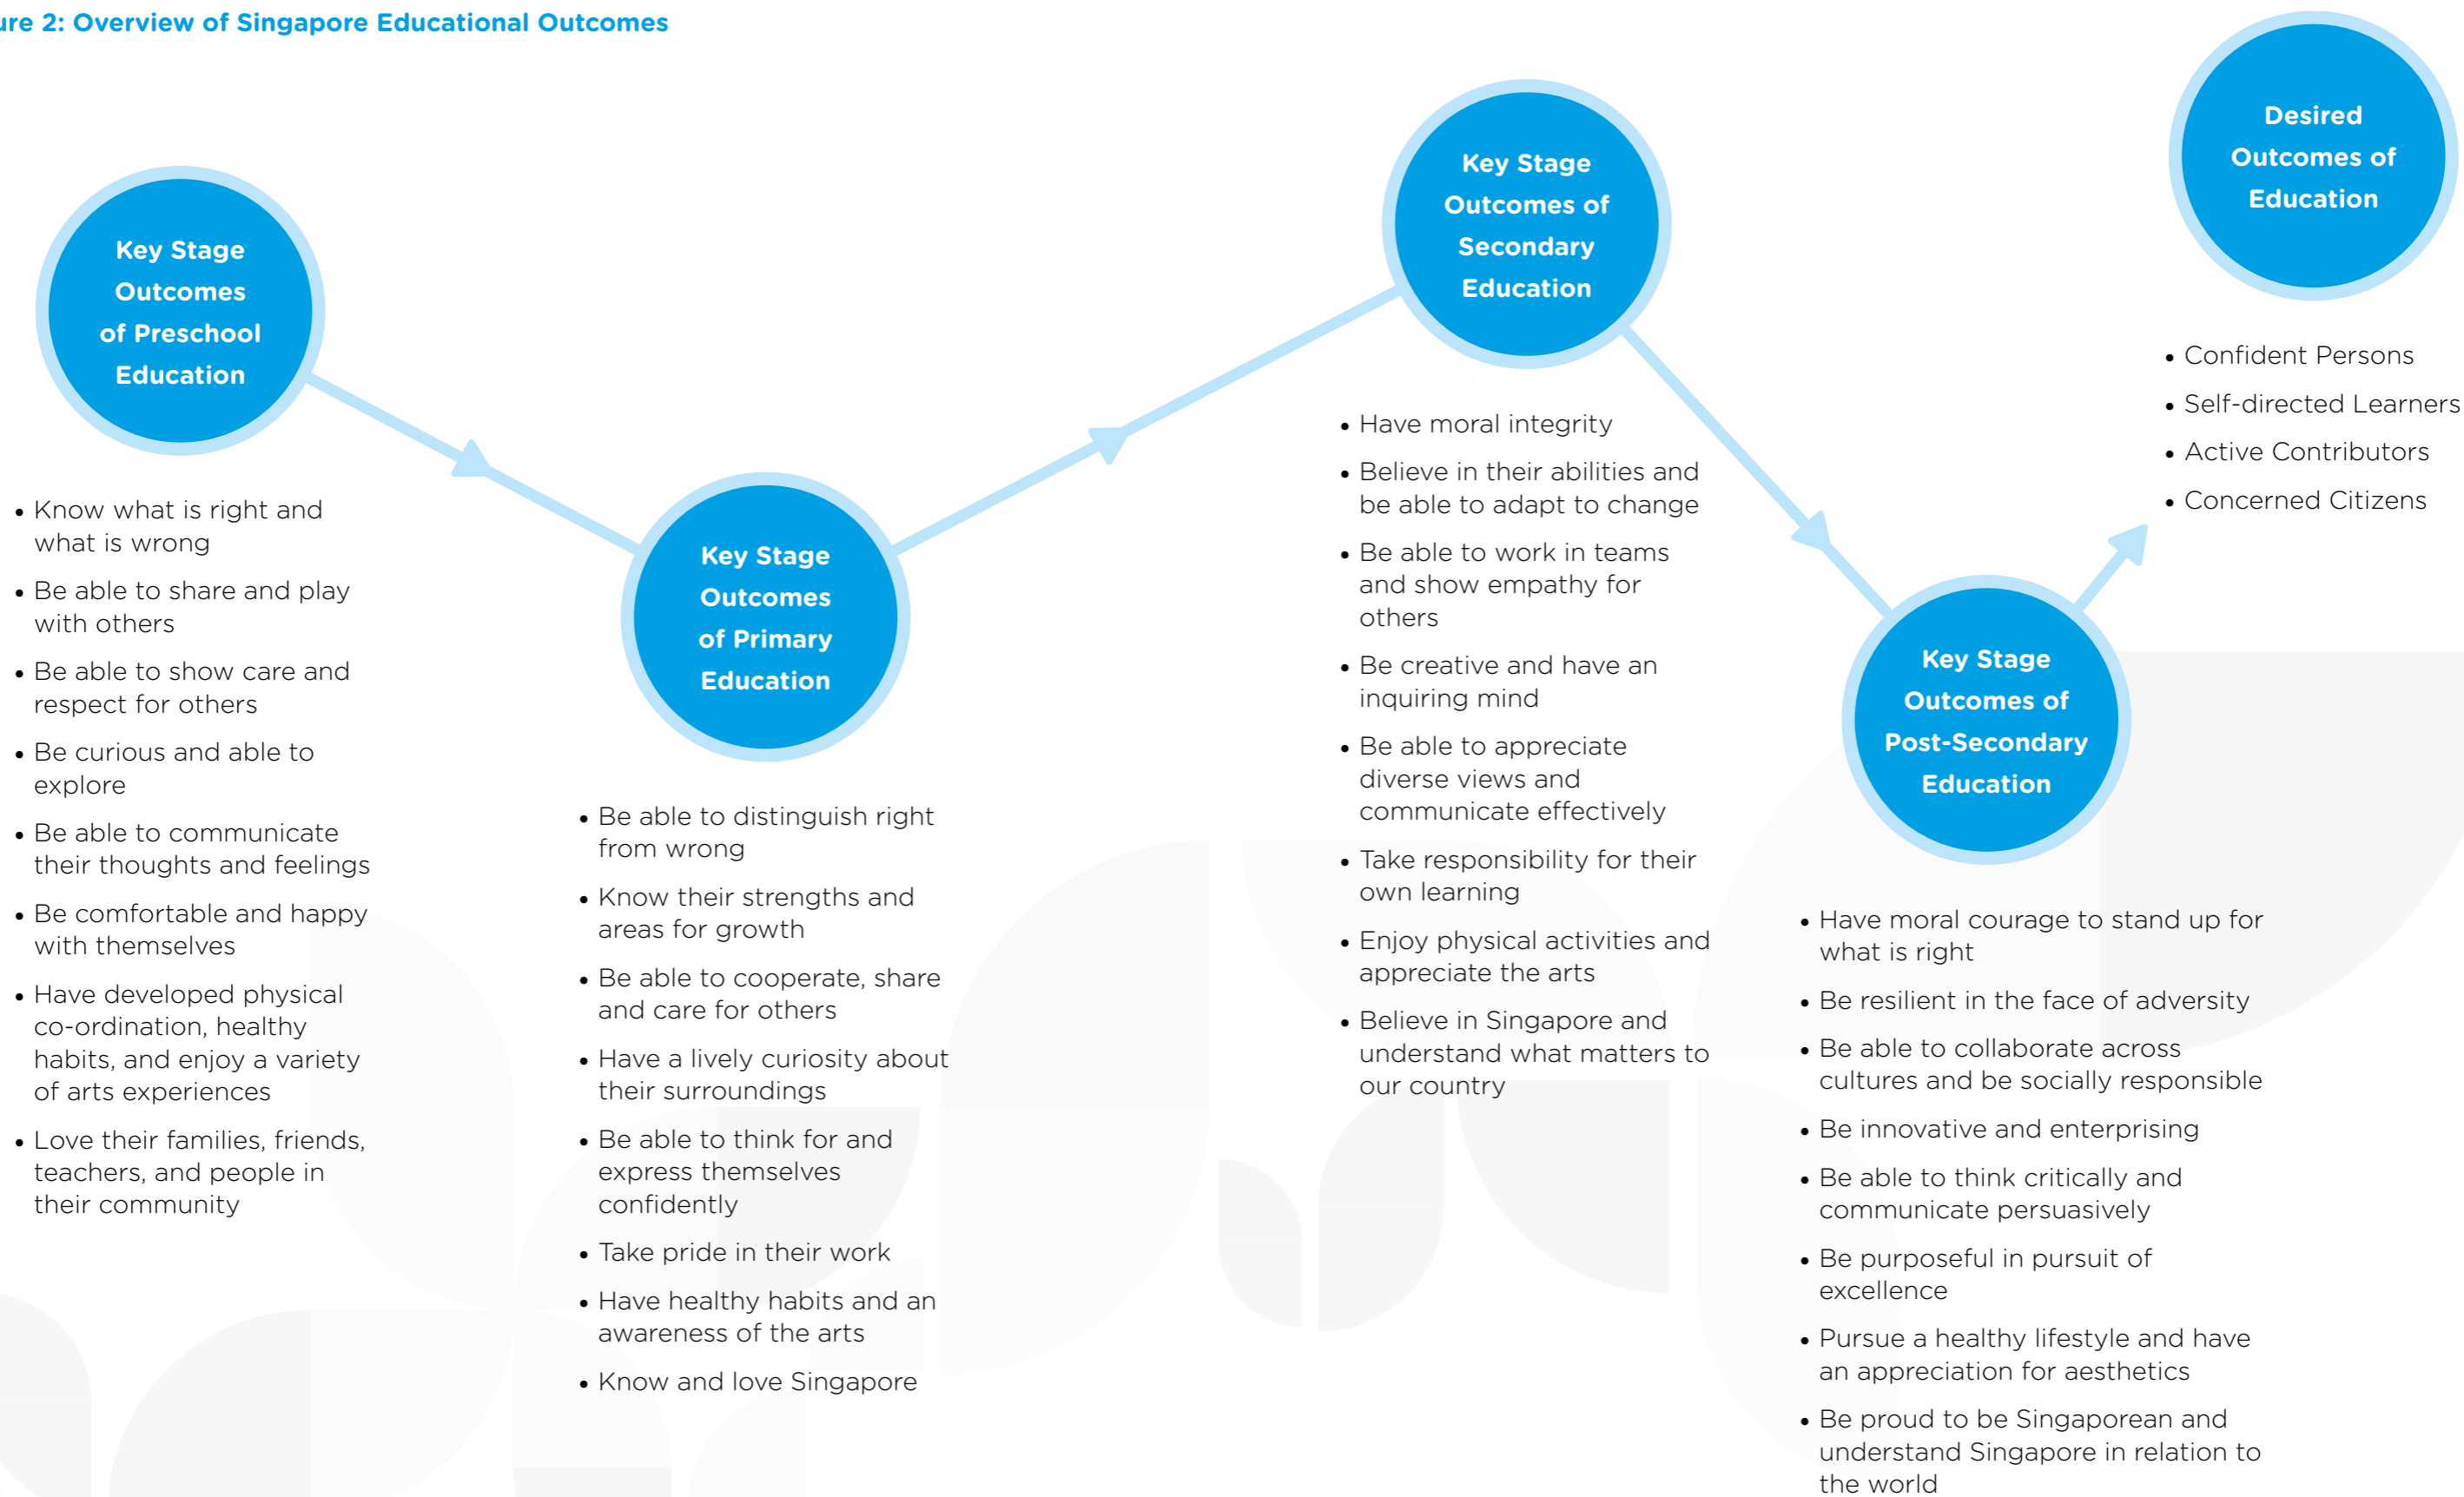 ure 2: Overview of Singapore Educational Outcomes
Key Stage
Outcomes
of Preschool
Education
• Know what is right and
what is wrong
• Be able to share and play
with others
• Be able to show care and
respect for others
• Be curious and able to
explore
• Be able to communicate
their thoughts and feelings
• Be comfortable and happy
with themselves
• Have developed physical
co-ordination, healthy
habits, and enjoy a variety
of arts experiences
• Love their families, friends,
teachers, and people in
their community
Key Stage
Outcomes
of Primary
Education
• Be able to distinguish right
from wrong
• Know their strengths and
areas for growth
• Be able to cooperate, share
and care for others
• Have a lively curiosity about
their surroundings
• Be able to think for and
express themselves
confidently
• Take pride in their work
• Have healthy habits and an
awareness of the arts
• Know and love Singapore
Key Stage
Outcomes of
Secondary
Education
• Have moral integrity
• Believe in their abilities and
be able to adapt to change
• Be able to work in teams
and show empathy for
others
• Be creative and have an
inquiring mind
• Be able to appreciate
diverse views and
communicate effectively
• Take responsibility for their
own learning
• Enjoy physical activities and
appreciate the arts
• Believe in Singapore and
understand what matters to
our country
Key Stage
Outcomes of
Post-Secondary
Education
• Have moral courage to stand up for
what is right
• Be resilient in the face of adversity
• Be able to collaborate across
cultures and be socially responsible
• Be innovative and enterprising
• Be able to think critically and
communicate persuasively
• Be purposeful in pursuit of
excellence
• Pursue a healthy lifestyle and have
an appreciation for aesthetics
• Be proud to be Singaporean and
understand Singapore in relation to
the world
Desired
Outcomes of
Education
• Confident Persons
• Self-directed Learners
• Active Contributors
• Concerned Citizens